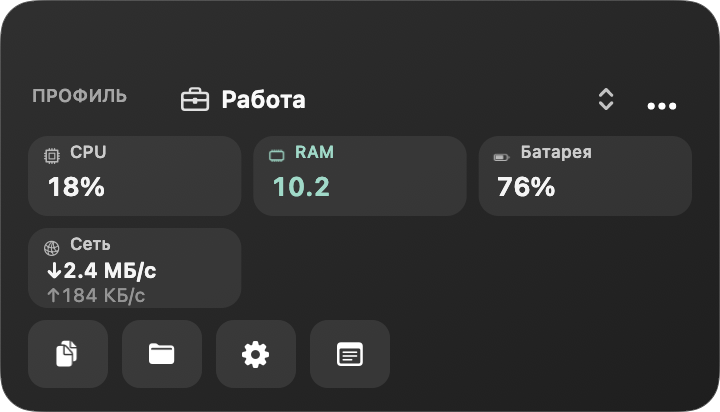 ПРОФИЛЬ Работа
CPU RAM Батарея
18% 10.2 76%
Сеть
↓2.4 МБ/с
↑184 КБ/с